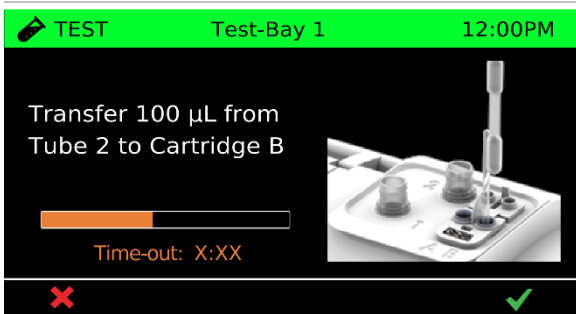 TEST
Test-Bay 1
12:00PM
Transfer 100 µL from
Tube 2 to Cartridge B
Time-out: X:XX